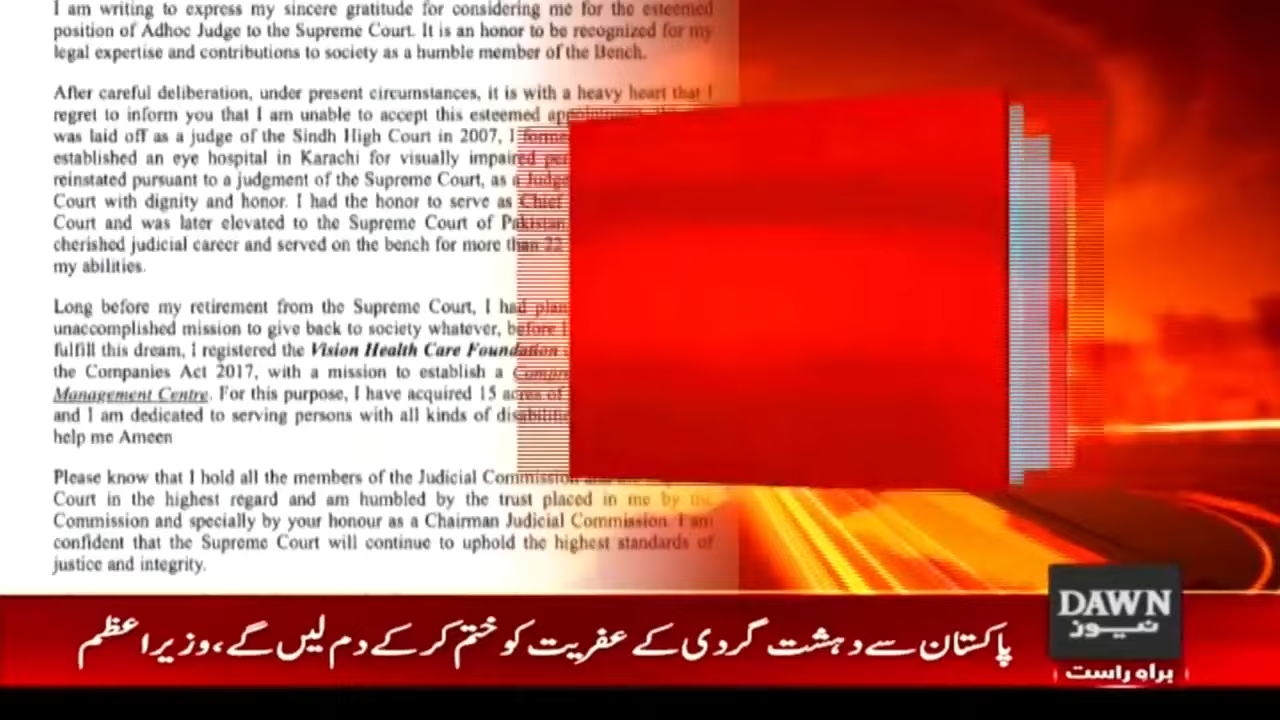 I am writing to express my sincere gratitude for considering me for the esteemed
position of Adhoc Judge to the Supreme Court. It is an honor to be recognized for my
legal expertise and contributions to society as a humble member of the Bench.
After careful deliberation, under present circumstances, it is with a heavy heart that I
regret to inform you that I am unable to accept this esteemed
was laid off as a judge of the Sindh High Court in 2007, I
established an eye hospital in Karachi for visually impaired
reinstated pursuant to a judgment of the Supreme Court, as a Judge
Court with dignity and honor. I had the honor to serve as Chief
Court and was later elevated to the Supreme Court of Pakistan
cherished judicial career and served on the bench for more than 22
my abilities.
Long before my retirement from the Supreme Court, I had
unaccomplished mission to give back to society whatever, before I
fulfill this dream, I registered the Vision Health Care Foundation
the Companies Act 2017, with a mission to establish a
Management Centre. For this purpose, I have acquired 15 acres of
and I am dedicated to serving persons with all kinds of
help me Ameen
Please know that I hold all the members of the Judicial Commission
Court in the highest regard and am humbled by the trust placed in me by
Commission and specially by your honour as a Chairman Judicial Commission. I am
confident that the Supreme Court will continue to uphold the highest standards of
justice and integrity.
پاکستان سے دہشت گردی کے عفریت کو ختم کر کے دم لیں گے، وزیراعظم
DAWN
نیوز
براہ راست